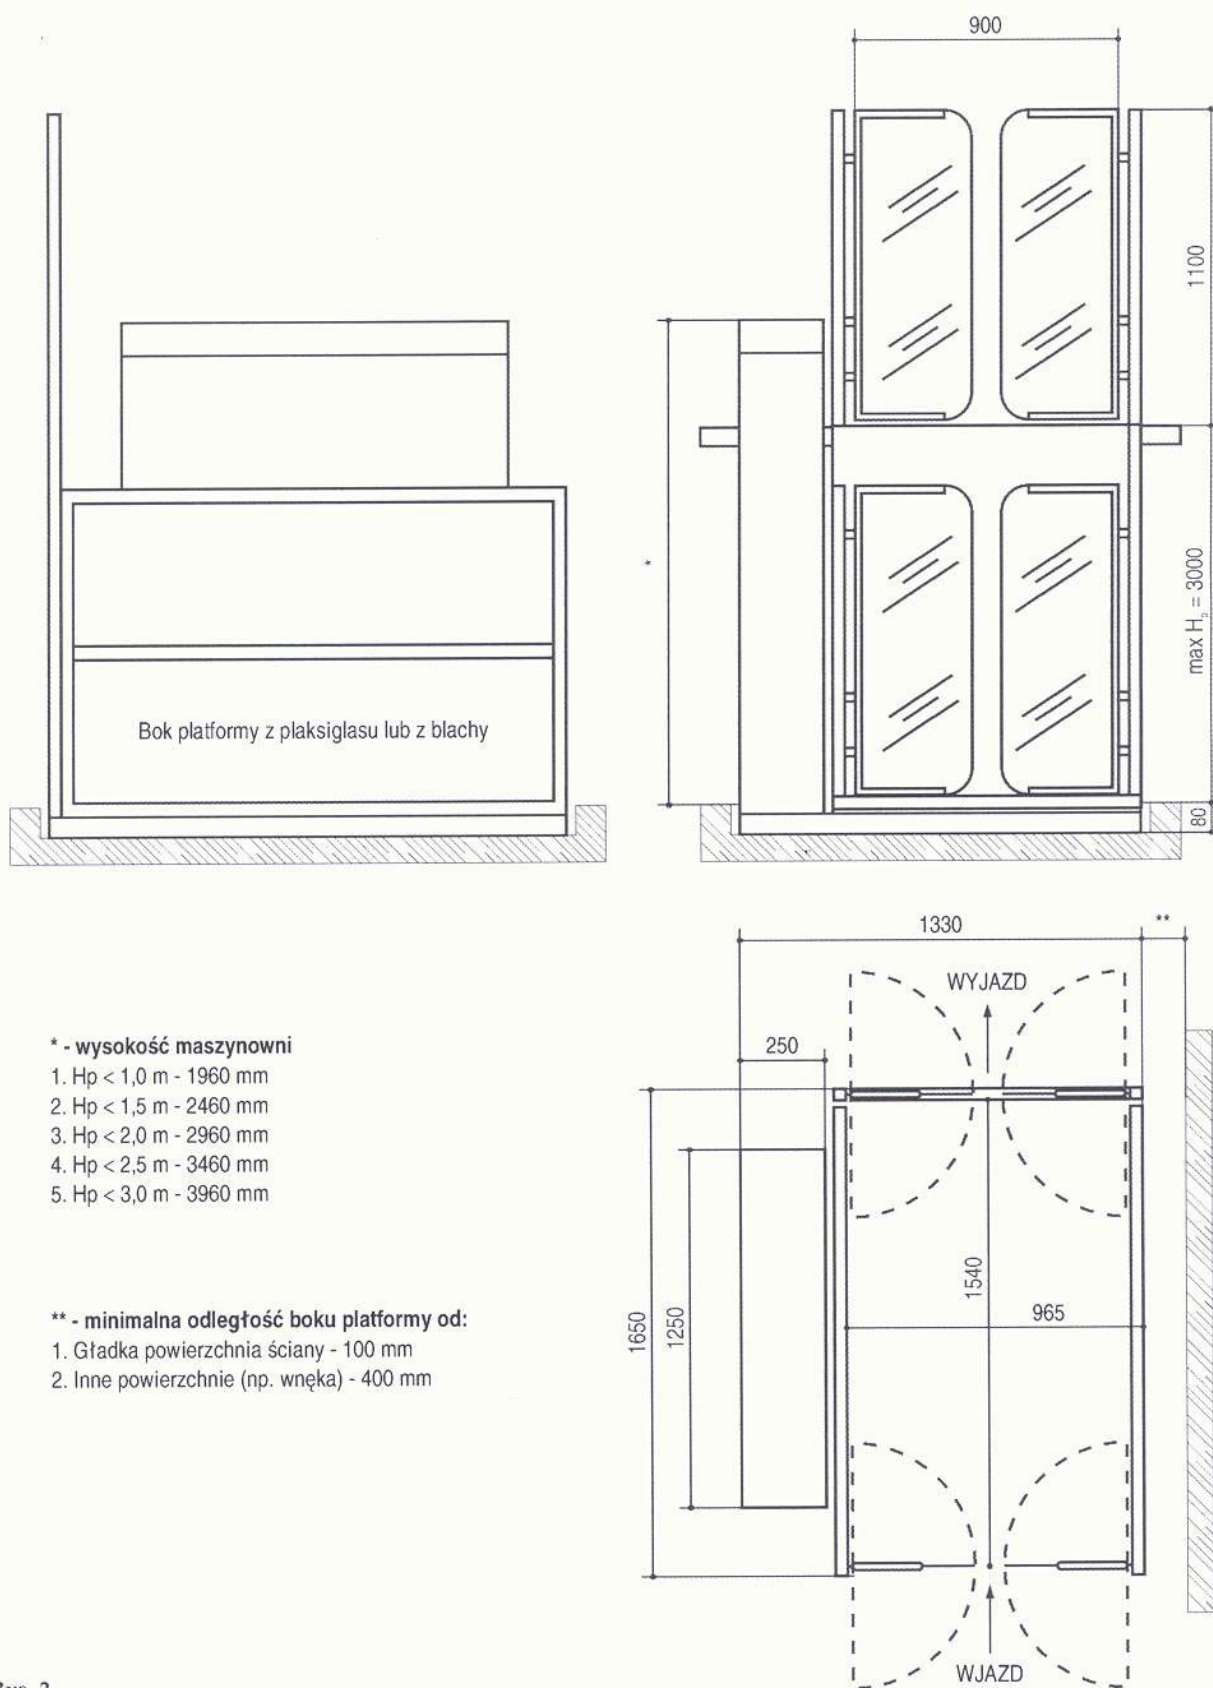 900
1100
*
Bok platformy z plaksiglasu lub z blachy
max Hp = 3000
80
1330
**
WYJAZD
250
* - wysokość maszynowni
1. Hp < 1,0 m - 1960 mm
2. Hp < 1,5 m - 2460 mm
3. Hp < 2,0 m - 2960 mm
4. Hp < 2,5 m - 3460 mm
5. Hp < 3,0 m - 3960 mm
1540
965
1650
1250
** - minimalna odległość boku platformy od:
1. Gładka powierzchnia ściany - 100 mm
2. Inne powierzchnie (np. wnęka) - 400 mm
WJAZD